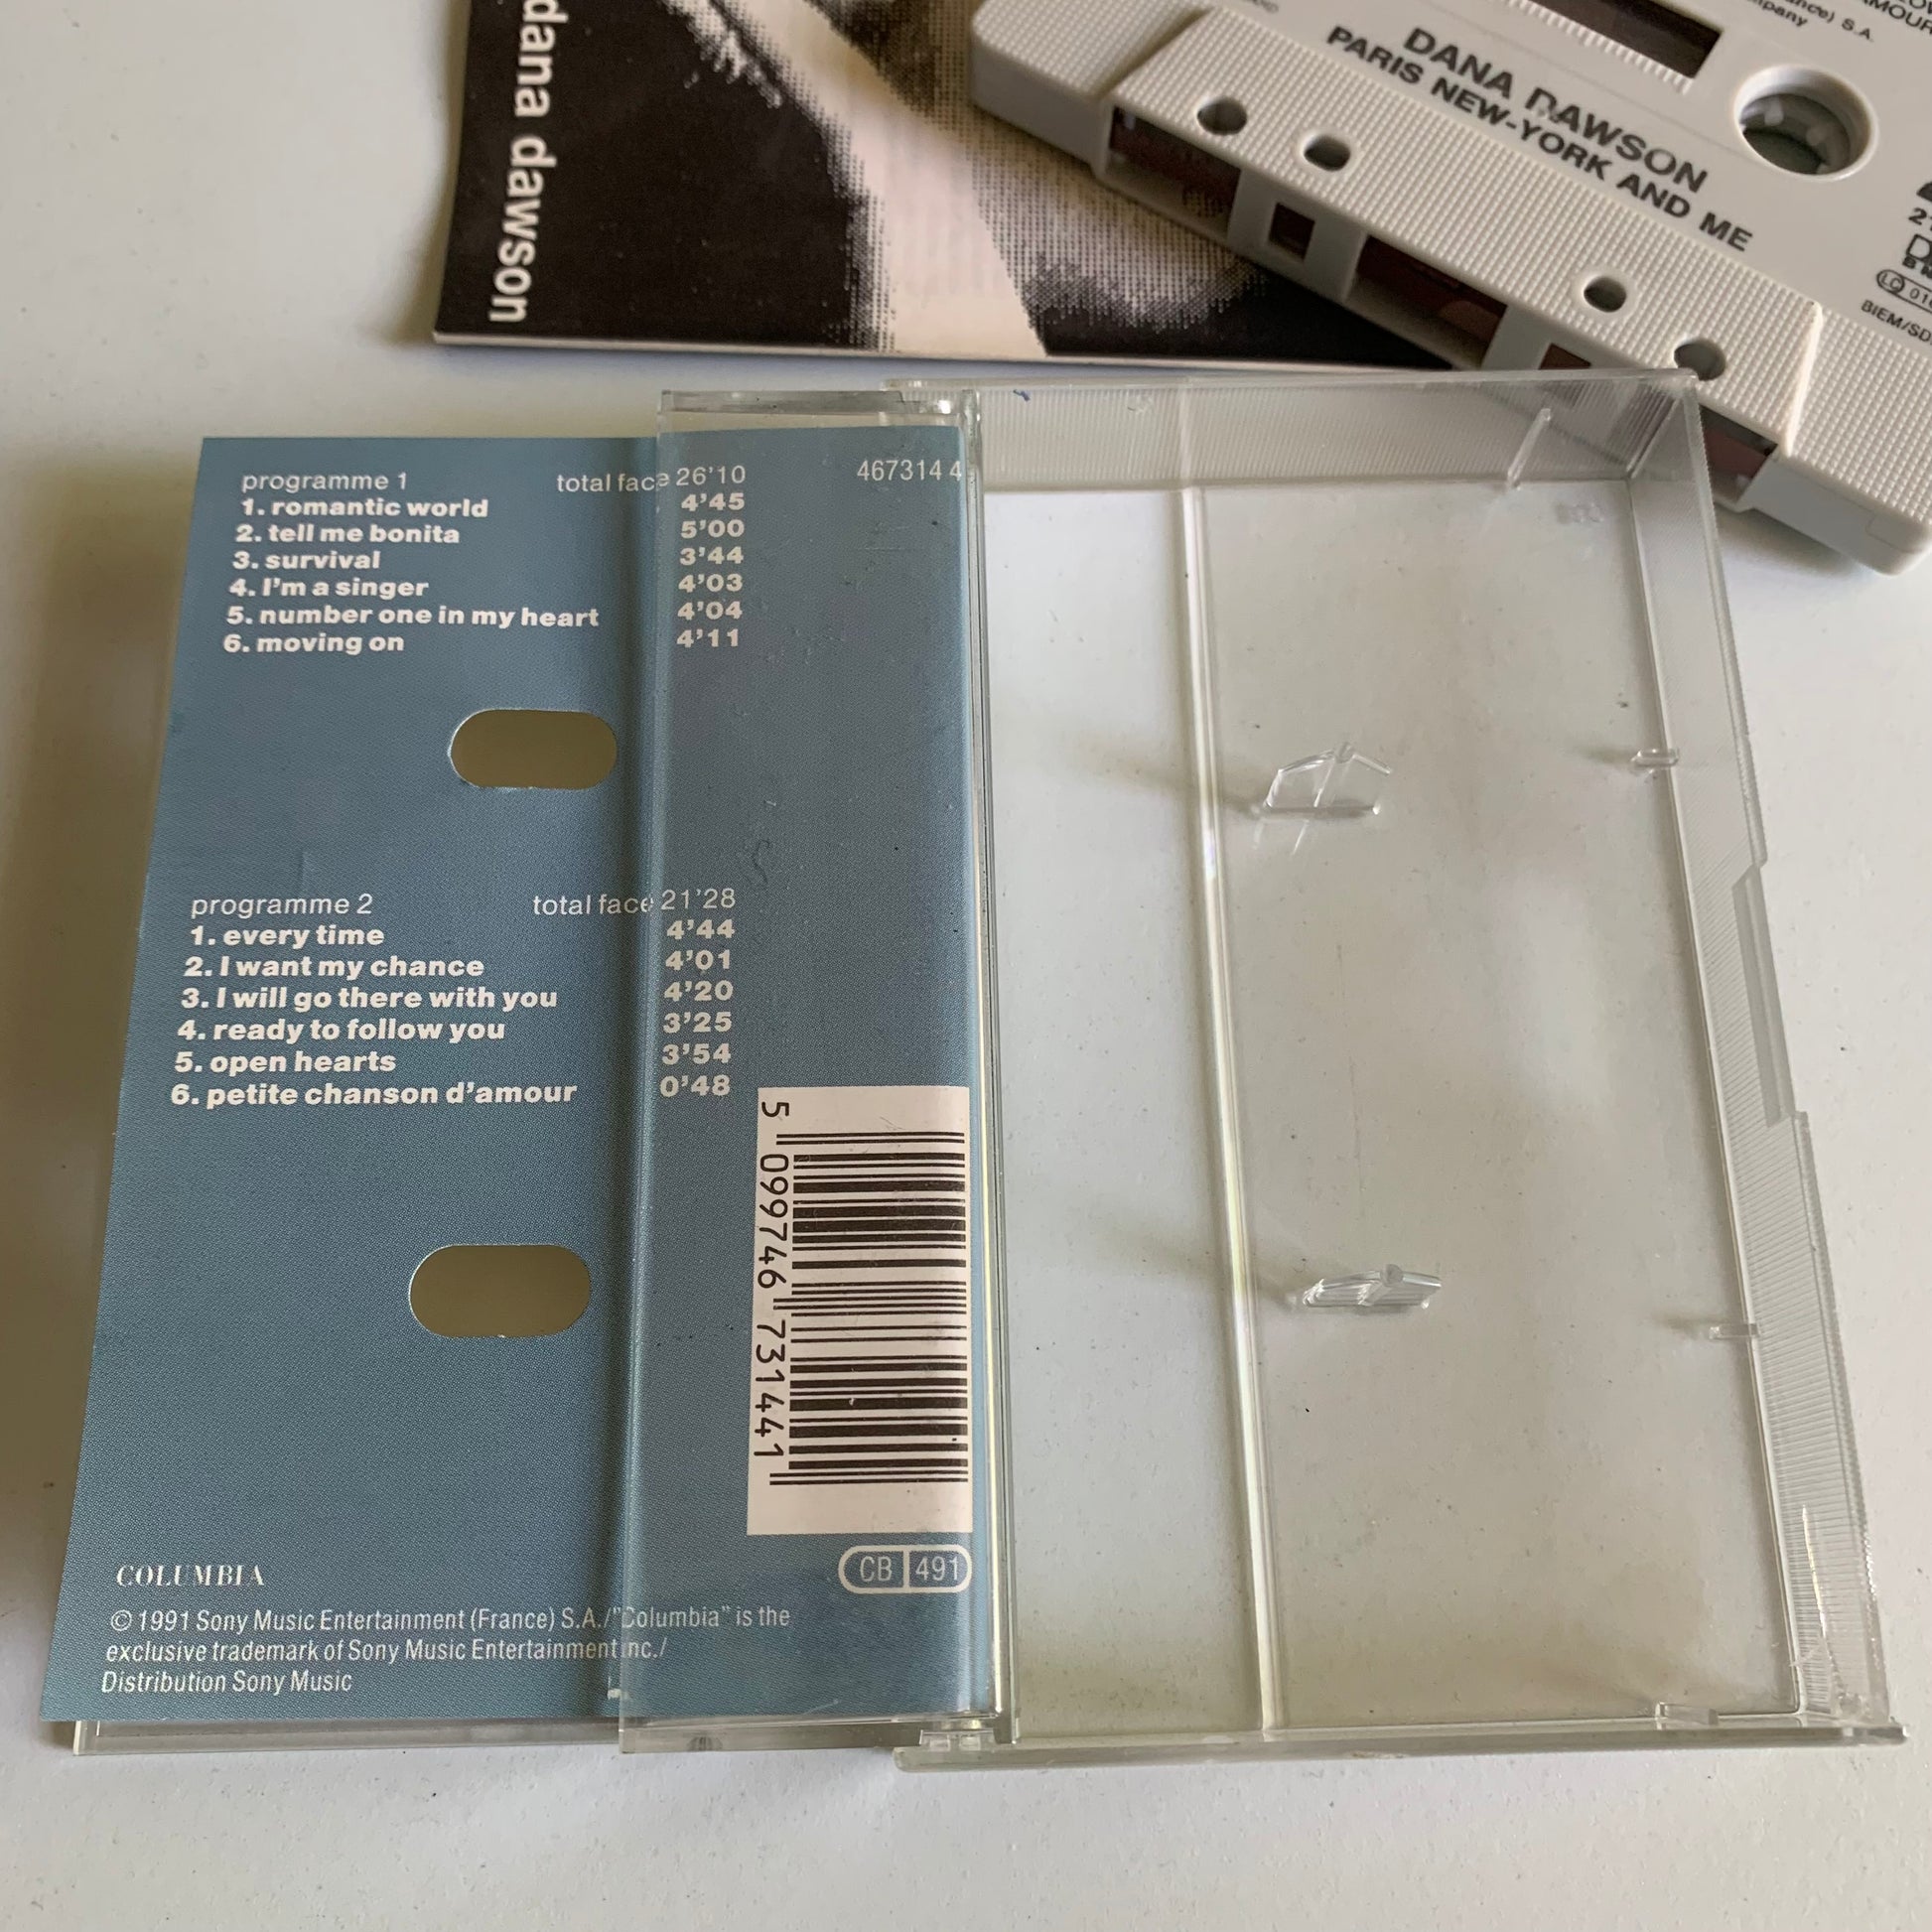 dana dawson
DANA DAWSON
PARIS NEW-YORK AND ME
BIEM/SD
programme 1 total face 26'10 467314 4
1. romantic world 4'45
2. tell me bonita 5'00
3. survival 3'44
4. I'm a singer 4'03
5. number one in my heart 4'04
6. moving on 4'11
programme 2 total face 21'28
1. every time 4'44
2. I want my chance 4'01
3. I will go there with you 4'20
4. ready to follow you 3'25
5. open hearts 3'54
6. petite chanson d'amour 0'48
5 099746 731441
CB 491
COLUMBIA
© 1991 Sony Music Entertainment (France) S.A./"Columbia" is the
exclusive trademark of Sony Music Entertainment Inc./
Distribution Sony Music